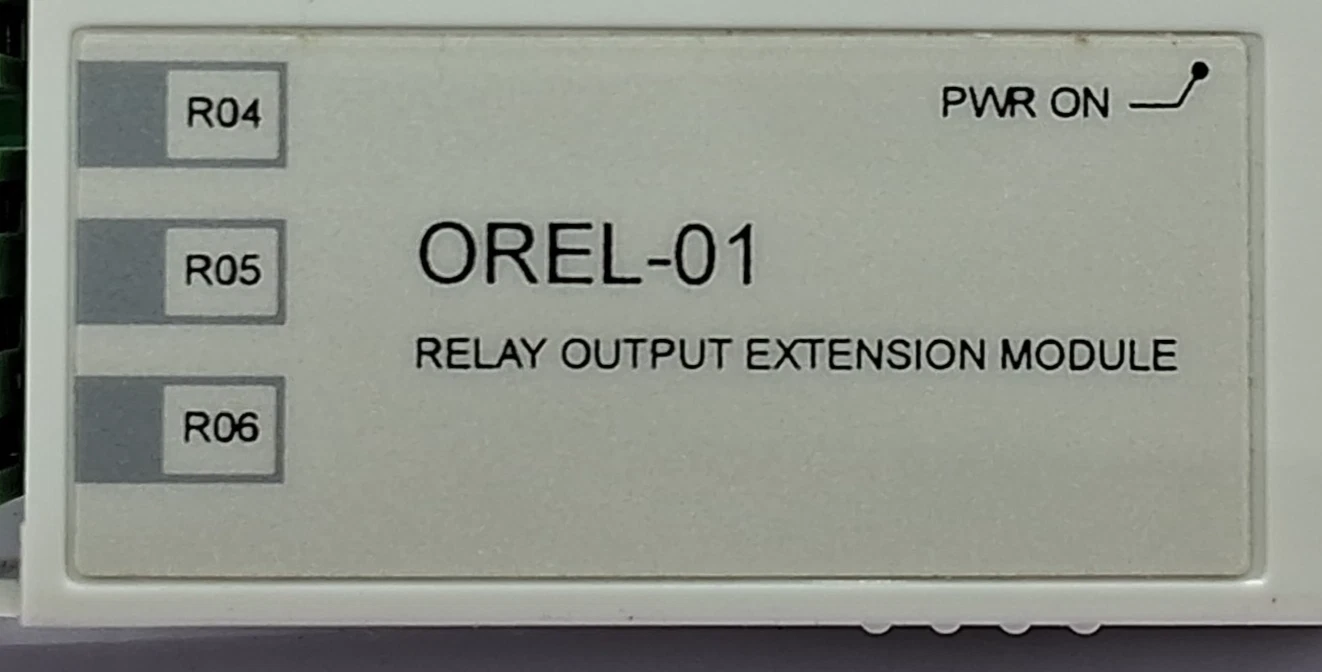 R04
PWR ON
R05
OREL-01
RELAY OUTPUT EXTENSION MODULE
R06